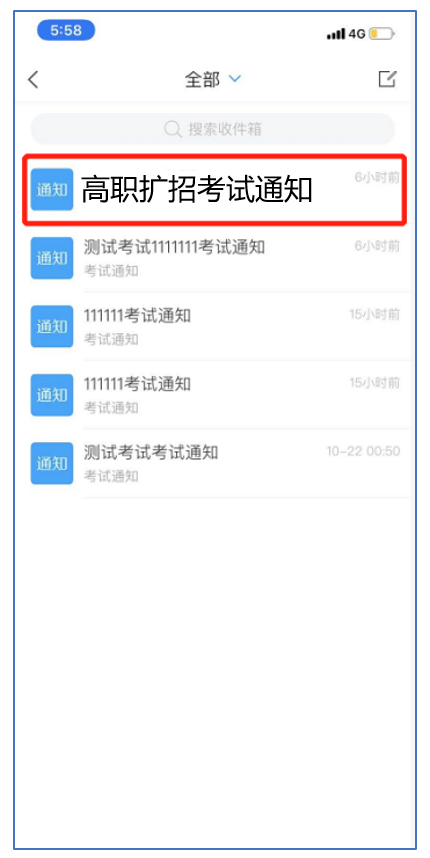 5:58
4G
全部
搜索收件箱
通知
高职扩招考试通知
6小时前
通知
测试考试1111111考试通知
6小时前
考试通知
通知
111111考试通知
15小时前
考试通知
通知
111111考试通知
15小时前
考试通知
通知
测试考试考试通知
10-22 00:50
考试通知